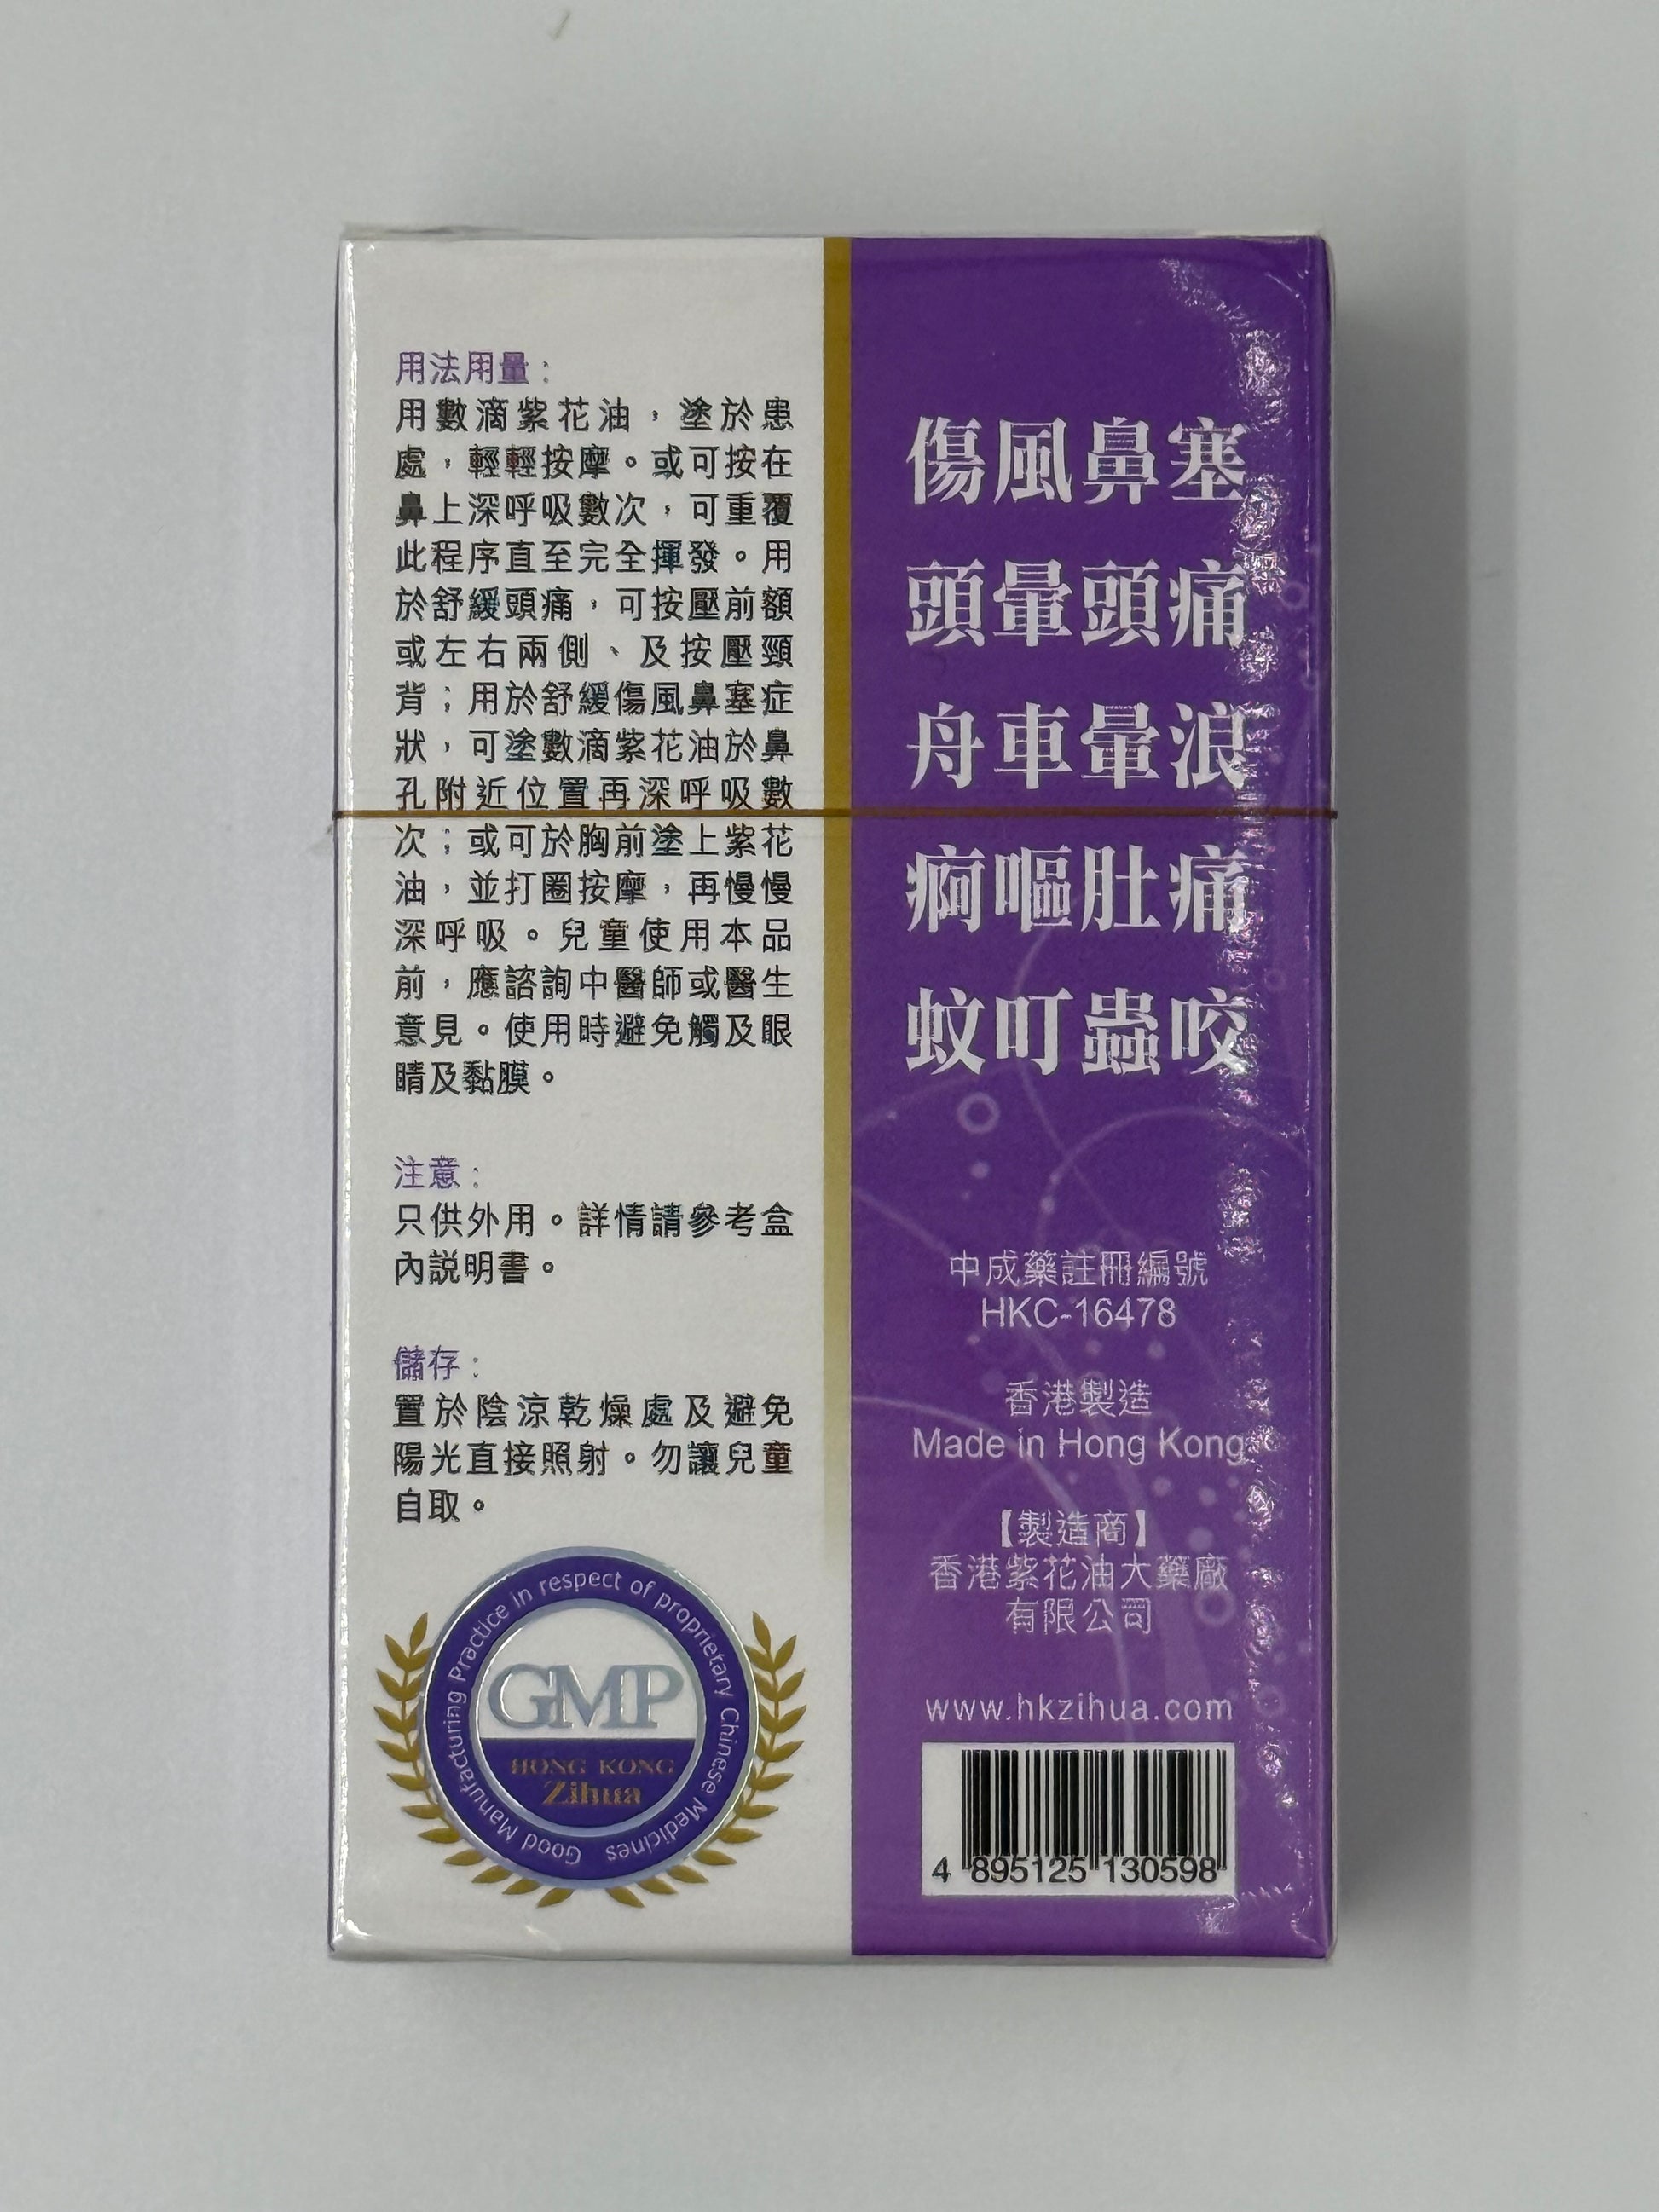 用法用量：
用數滴紫花油，塗於患
處，輕輕按摩。或可按在
鼻上深呼吸數次，可重覆
此程序直至完全揮發。用
於舒緩頭痛，可按壓前額
或左右兩側、及按壓頸
背；用於舒緩傷風鼻塞症
狀，可塗數滴紫花油於鼻
孔附近位置再深呼吸數
次；或可於胸前塗上紫花
油，並打圈按摩，再慢慢
深呼吸。兒童使用本品
前，應諮詢中醫師或醫生
意見。使用時避免觸及眼
睛及黏膜。
注意：
只供外用。詳情請參考盒
內説明書。
儲存：
置於陰涼乾燥處及避免
陽光直接照射。勿讓兒童
自取。
Good Manufacturing Practice in respect of proprietary Chinese Medicines
GMP
HONG KONG
Zihua
傷風鼻塞
頭暈頭痛
舟車暈浪
痾嘔肚痛
蚊叮蟲咬
中成藥註冊編號
HKC-16478
香港製造
Made in Hong Kong
【製造商】
香港紫花油大藥廠
有限公司
www.hkzihua.com
4 895125 130598